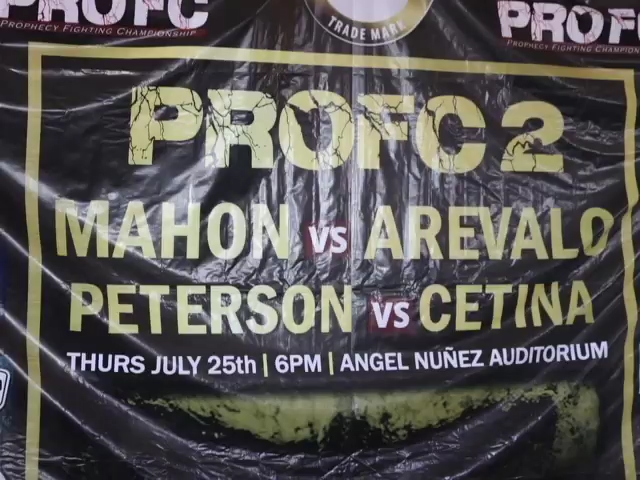 PROFC
PROPHECY FIGHTING CHAMPIONSHIP
TRADE MARK
PROFC
PROPHECY FIGHTING CHAMPIONSHIP
PROFC 2
MAHON VS AREVALO
PETERSON VS CETINA
THURS JULY 25th | 6PM | ANGEL NUÑEZ AUDITORIUM